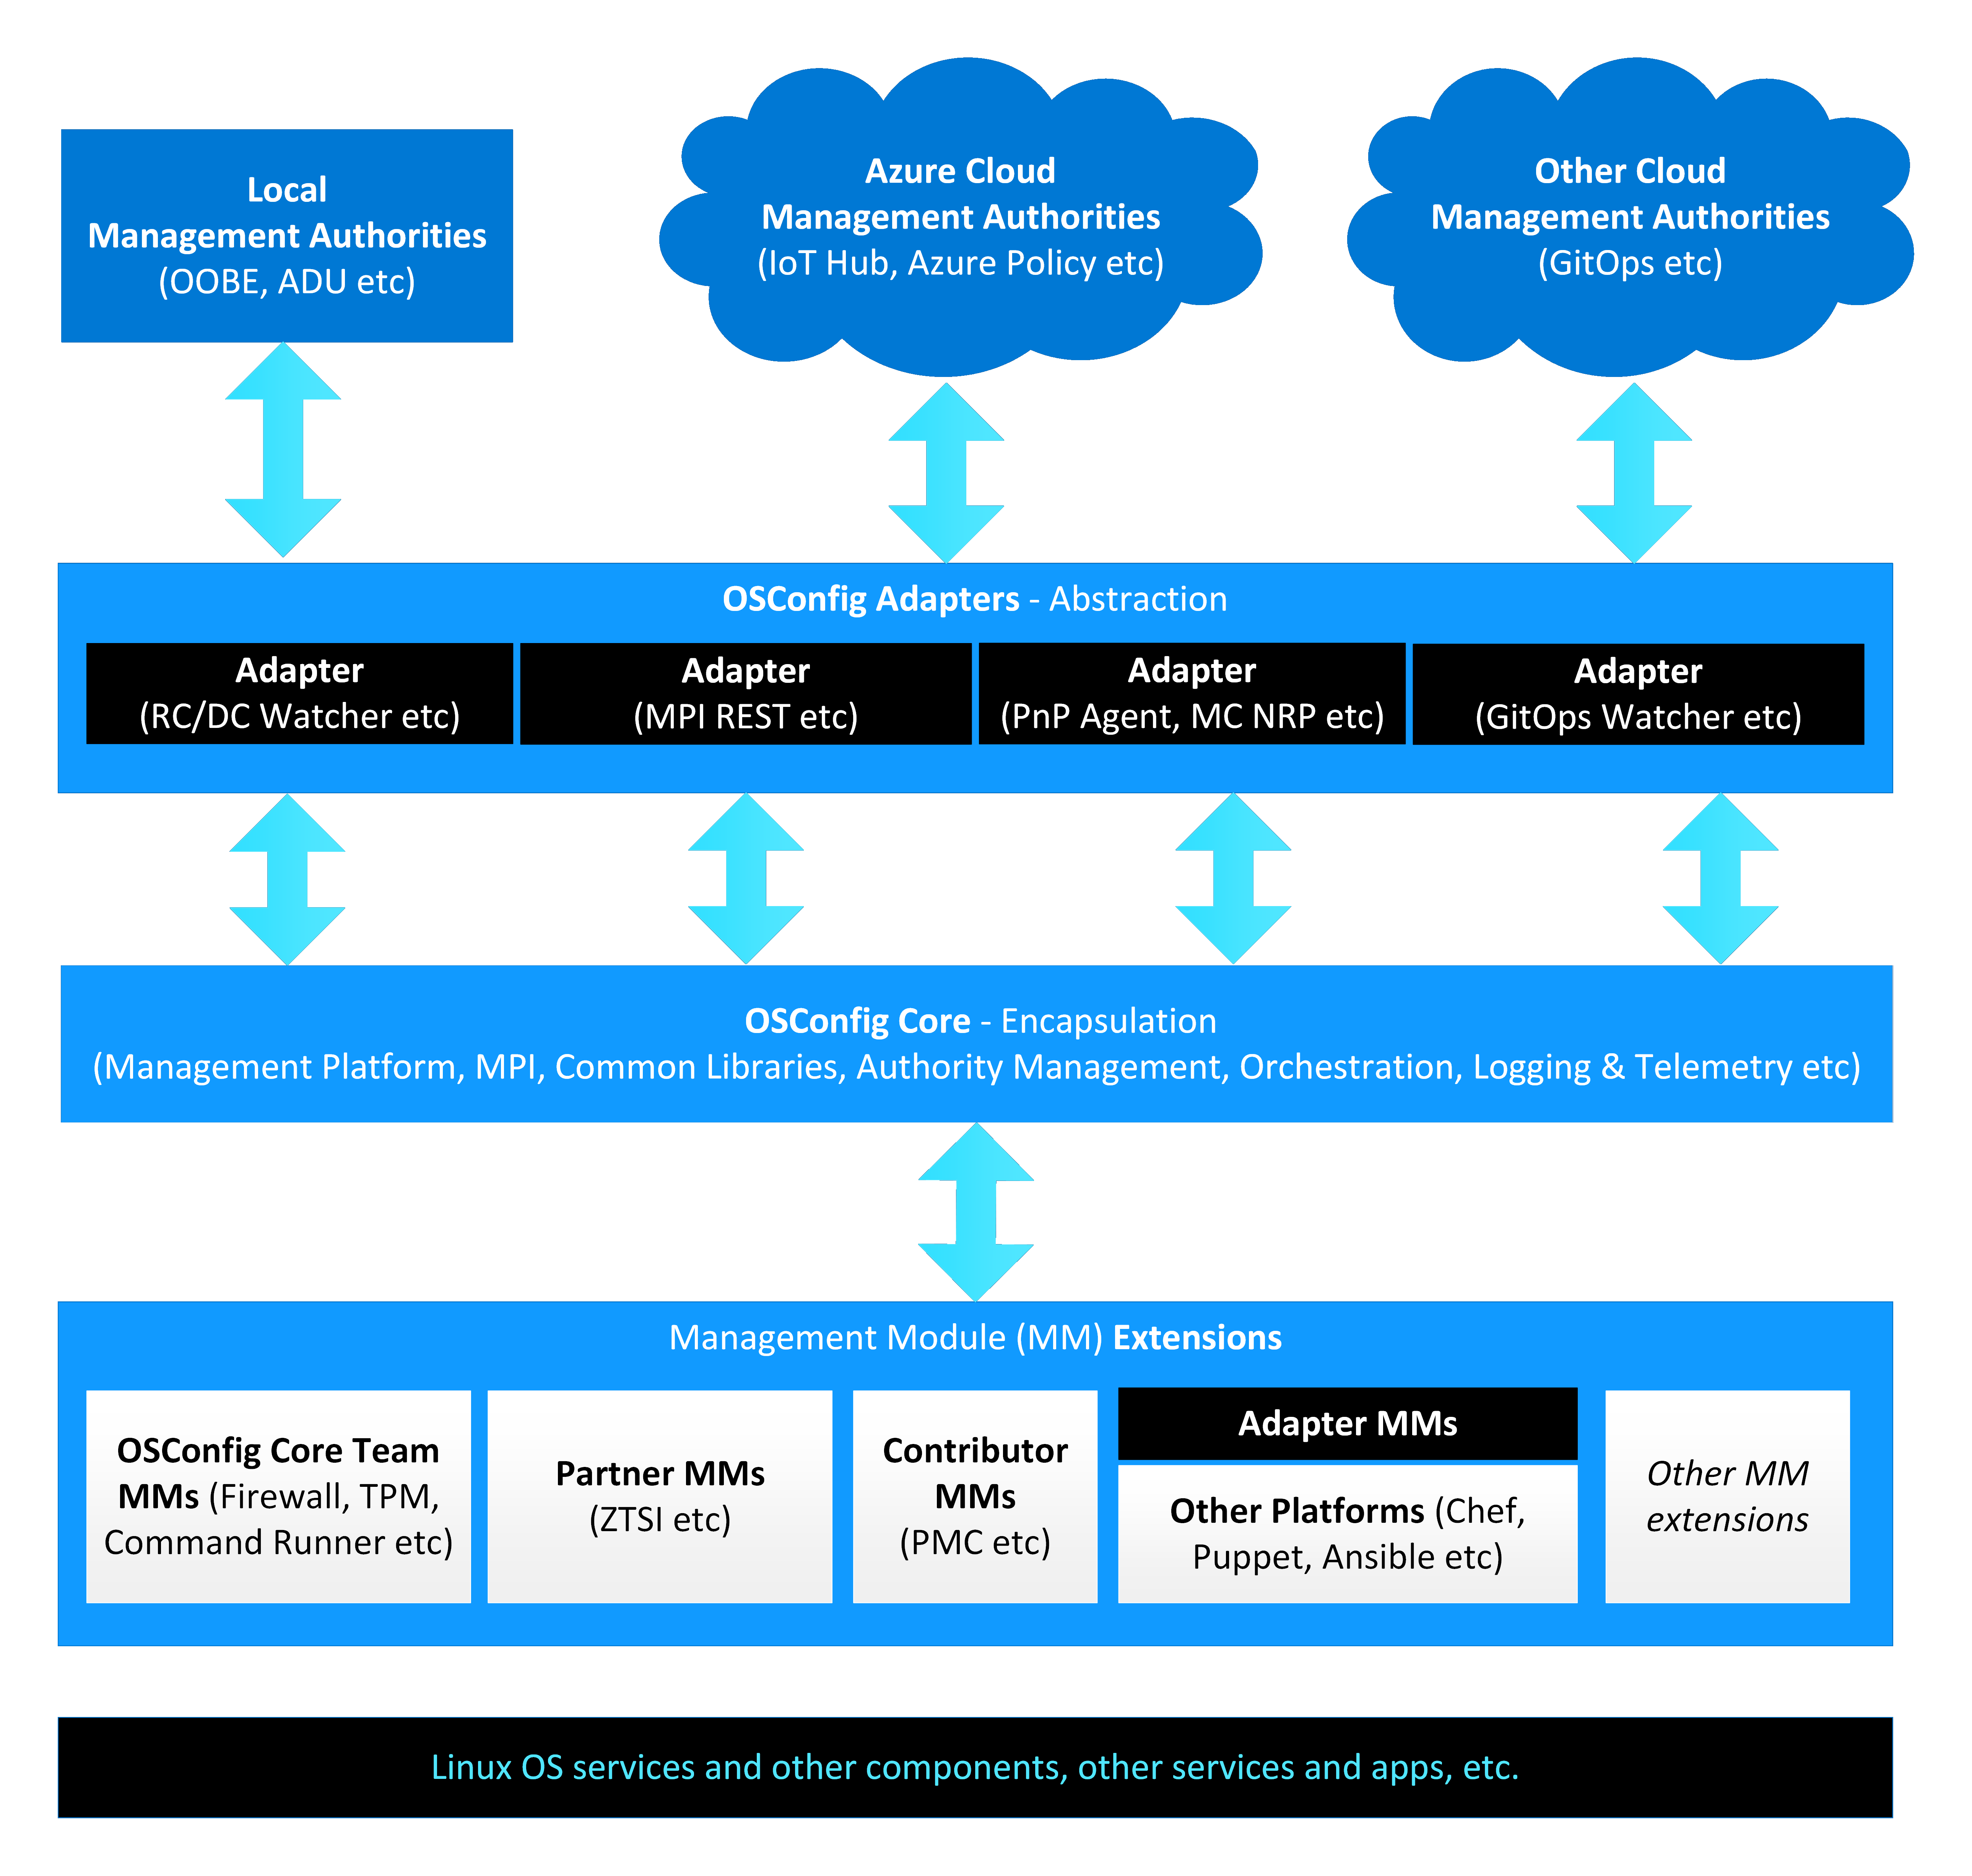 Local
Management Authorities
(OOBE, ADU etc)
Azure Cloud
Management Authorities
(IoT Hub, Azure Policy etc)
Other Cloud
Management Authorities
(GitOps etc)
OSConfig Adapters - Abstraction
Adapter
(RC/DC Watcher etc)
Adapter
(MPI REST etc)
Adapter
(PnP Agent, MC NRP etc)
Adapter
(GitOps Watcher etc)
OSConfig Core - Encapsulation
(Management Platform, MPI, Common Libraries, Authority Management, Orchestration, Logging & Telemetry etc)
Management Module (MM) Extensions
OSConfig Core Team
MMs (Firewall, TPM,
Command Runner etc)
Partner MMs
(ZTSI etc)
Contributor
MMs
(PMC etc)
Adapter MMs
Other Platforms (Chef,
Puppet, Ansible etc)
Other MM
extensions
Linux OS services and other components, other services and apps, etc.